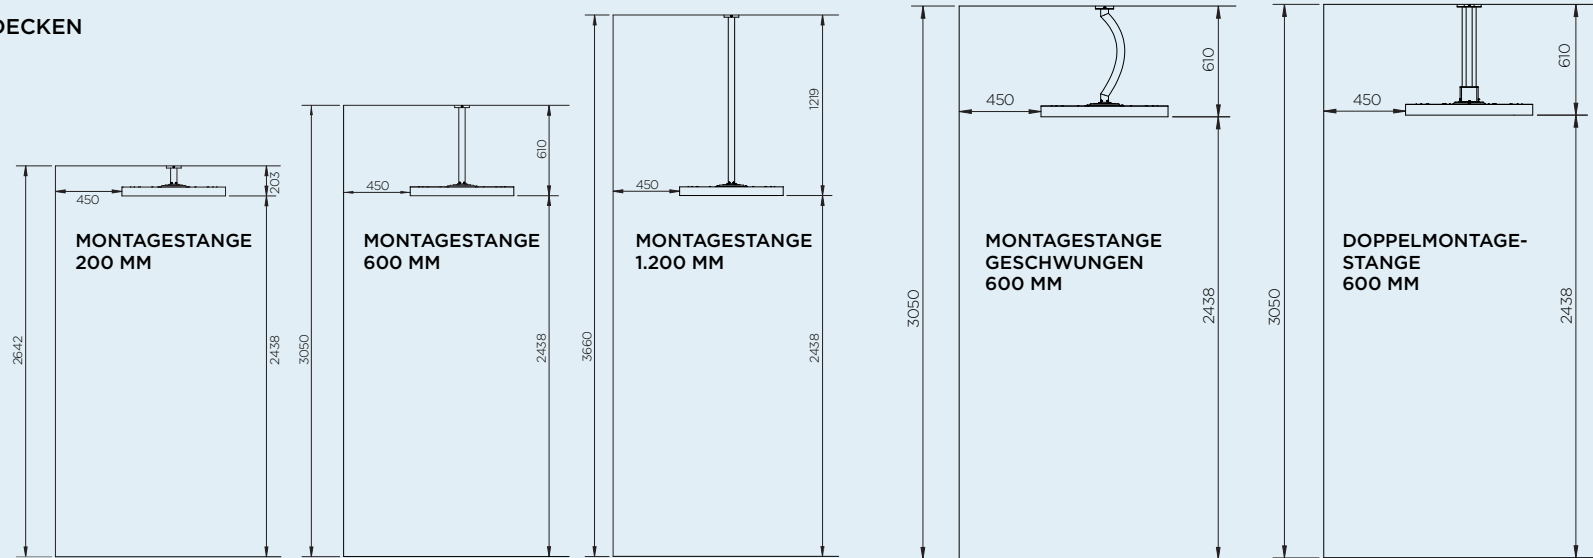 DECKEN
2642
203
450
2438
MONTAGESTANGE
200 MM
3050
610
450
2438
MONTAGESTANGE
600 MM
3660
1219
450
2438
MONTAGESTANGE
1.200 MM
3050
610
450
2438
MONTAGESTANGE
GESCHWUNGEN
600 MM
3050
610
450
2438
DOPPELMONTAGE-
STANGE
600 MM